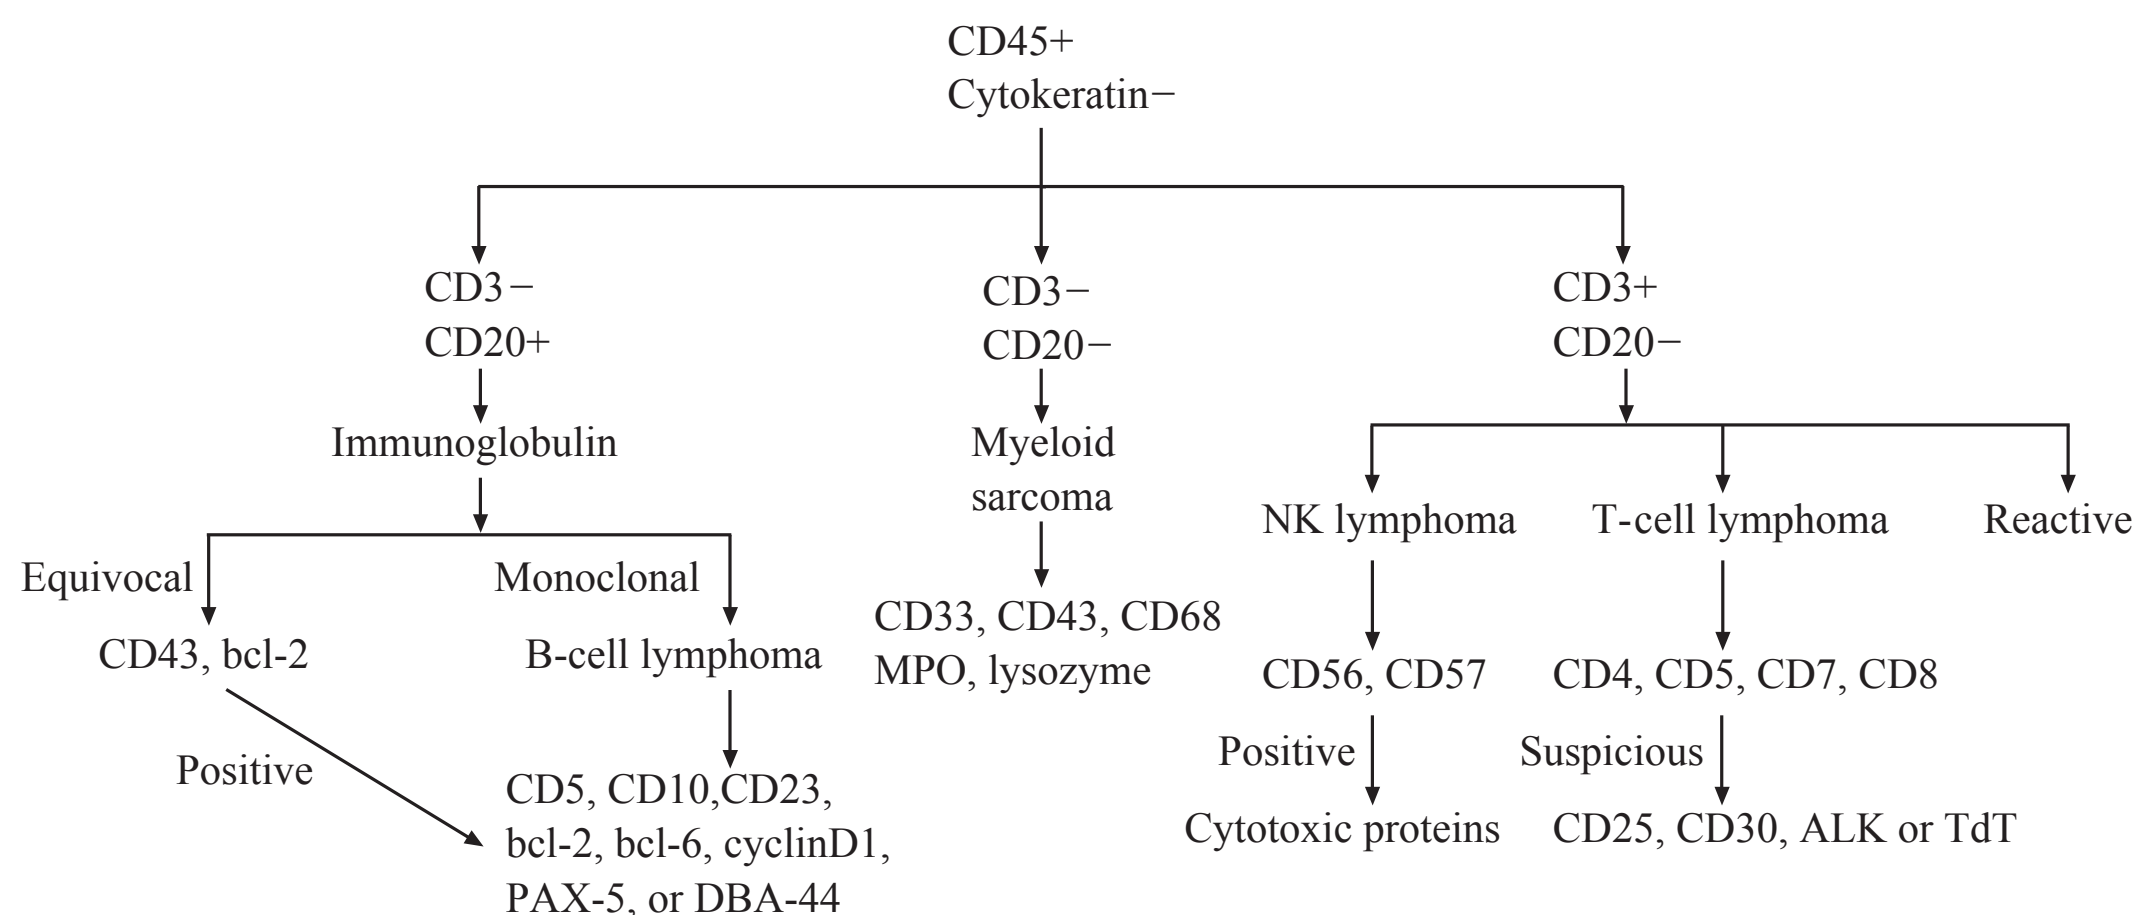 CD45+
Cytokeratin−
CD3−
CD20+
CD3−
CD20−
CD3+
CD20−
Immunoglobulin
Myeloid
sarcoma
NK lymphoma
T-cell lymphoma
Reactive
Equivocal
Monoclonal
CD43, bcl-2
B-cell lymphoma
CD33, CD43, CD68
MPO, lysozyme
CD56, CD57
CD4, CD5, CD7, CD8
Positive
Positive
Suspicious
CD5, CD10,CD23,
bcl-2, bcl-6, cyclinD1,
PAX-5, or DBA-44
Cytotoxic proteins
CD25, CD30, ALK or TdT